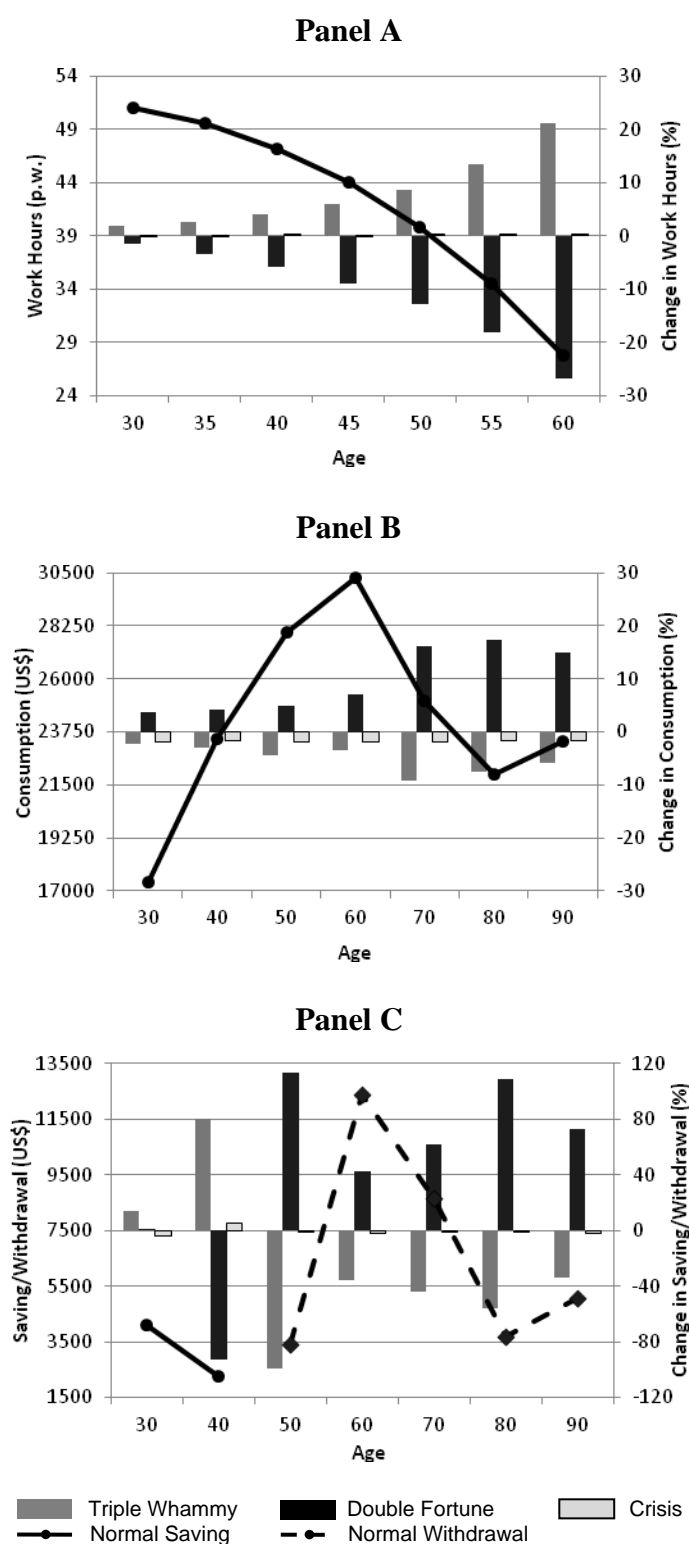 Panel A
Work Hours (p.w.)
54
49
44
39
34
29
24
30
20
10
0
-10
-20
-30
Change in Work Hours (%)
30 35 40 45 50 55 60
Age
Panel B
Consumption (US$)
30500
28250
26000
23750
21500
19250
17000
30
20
10
0
-10
-20
-30
Change in Consumption (%)
30 40 50 60 70 80 90
Age
Panel C
Saving/Withdrawal (US$)
13500
11500
9500
7500
5500
3500
1500
120
80
40
0
-40
-80
-120
Change in Saving/Withdrawal (%)
30 40 50 60 70 80 90
Age
Triple Whammy Double Fortune Crisis
Normal Saving Normal Withdrawal